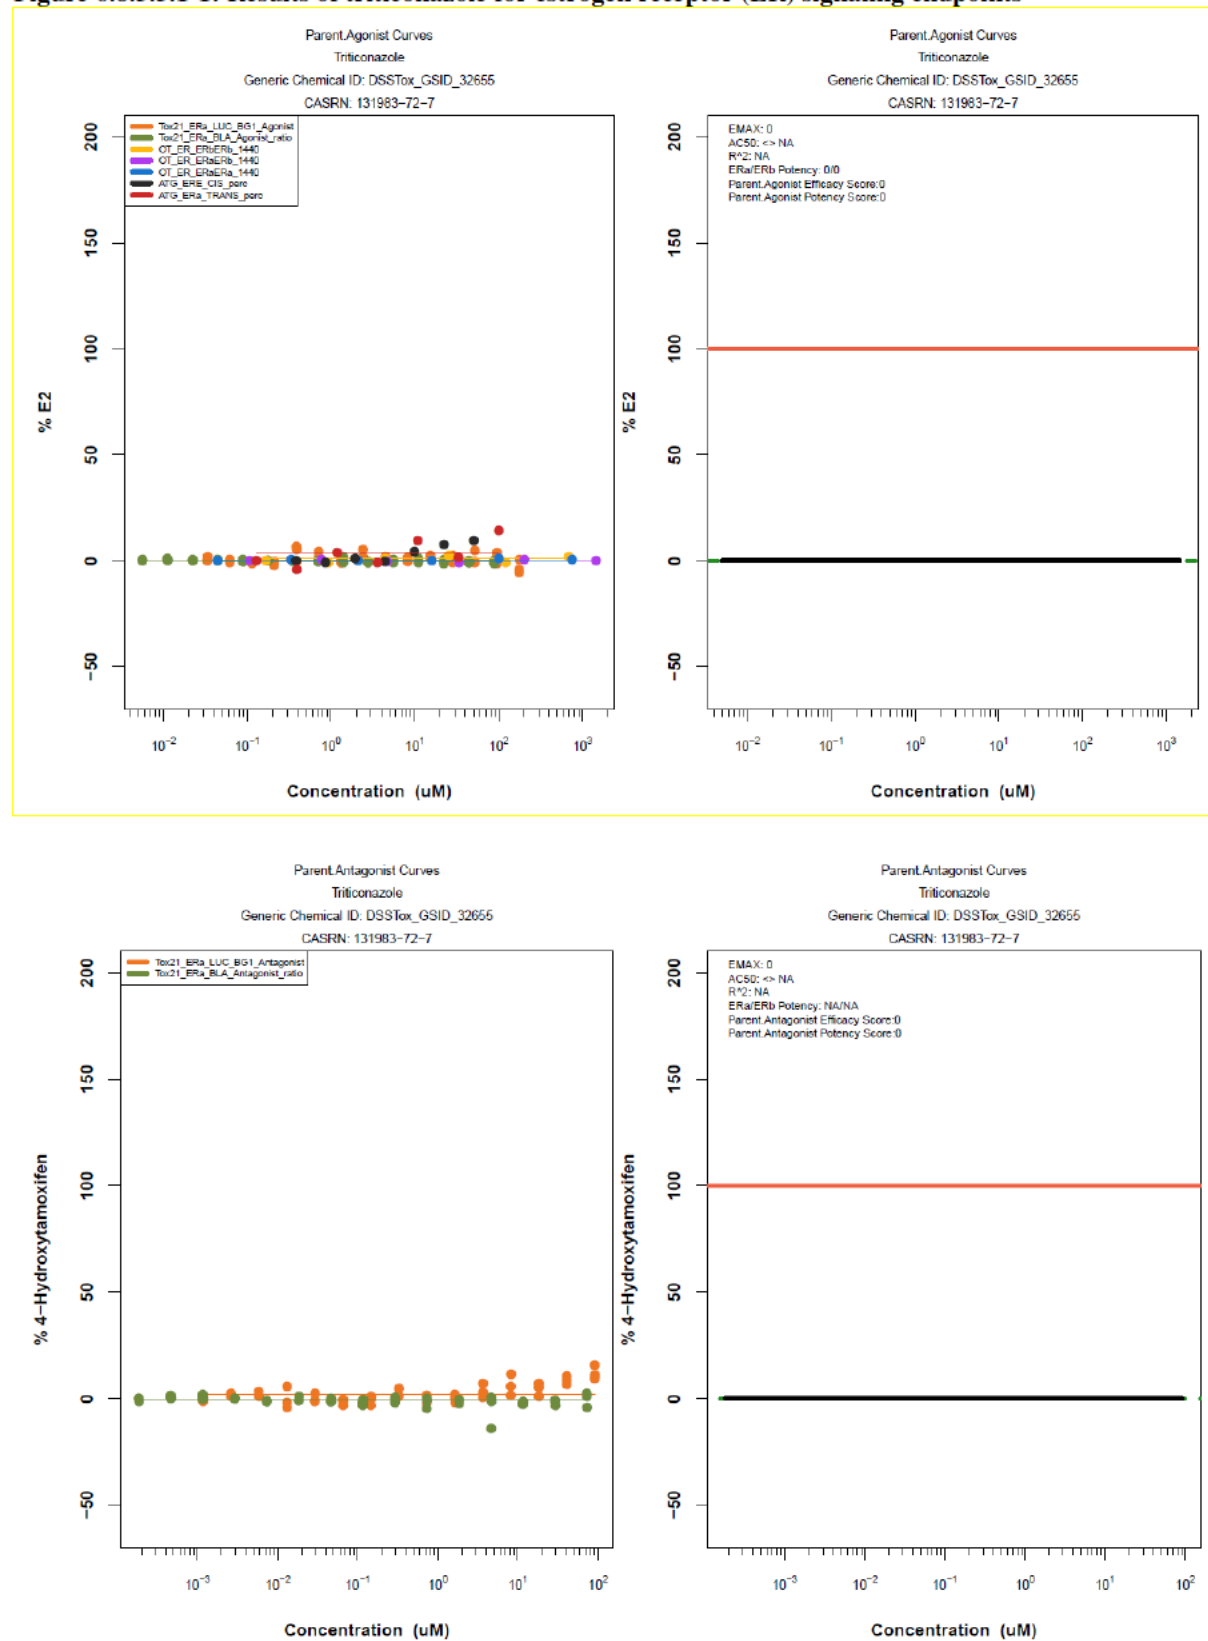 Parent.Agonist Curves
Triticonazole
Generic Chemical ID: DSSTox_GSID_32655
CASRN: 131983-72-7
Tox21_ERa_LUC_BG1_Agonist
Tox21_ERa_BLA_Agonist_ratio
OT_ER_ERbERb_1440
OT_ER_ERaERb_1440
OT_ER_ERaERa_1440
ATG_ERE_CIS_perc
ATG_ERa_TRANS_perc
200
150
100
50
0
-50
% E2
10^-2 10^-1 10^0 10^1 10^2 10^3
Concentration (uM)
Parent.Agonist Curves
Triticonazole
Generic Chemical ID: DSSTox_GSID_32655
CASRN: 131983-72-7
EMAX: 0
AC50: <> NA
R^2: NA
ERa/ERb Potency: 0/0
Parent.Agonist Efficacy Score:0
Parent.Agonist Potency Score:0
200
150
100
50
0
-50
% E2
10^-2 10^-1 10^0 10^1 10^2 10^3
Concentration (uM)
Parent.Antagonist Curves
Triticonazole
Generic Chemical ID: DSSTox_GSID_32655
CASRN: 131983-72-7
Tox21_ERa_LUC_BG1_Antagonist
Tox21_ERa_BLA_Antagonist_ratio
200
150
100
50
0
-50
% 4-Hydroxytamoxifen
10^-3 10^-2 10^-1 10^0 10^1 10^2
Concentration (uM)
Parent.Antagonist Curves
Triticonazole
Generic Chemical ID: DSSTox_GSID_32655
CASRN: 131983-72-7
EMAX: 0
AC50: <> NA
R^2: NA
ERa/ERb Potency: NA/NA
Parent.Antagonist Efficacy Score:0
Parent.Antagonist Potency Score:0
200
150
100
50
0
-50
% 4-Hydroxytamoxifen
10^-3 10^-2 10^-1 10^0 10^1 10^2
Concentration (uM)